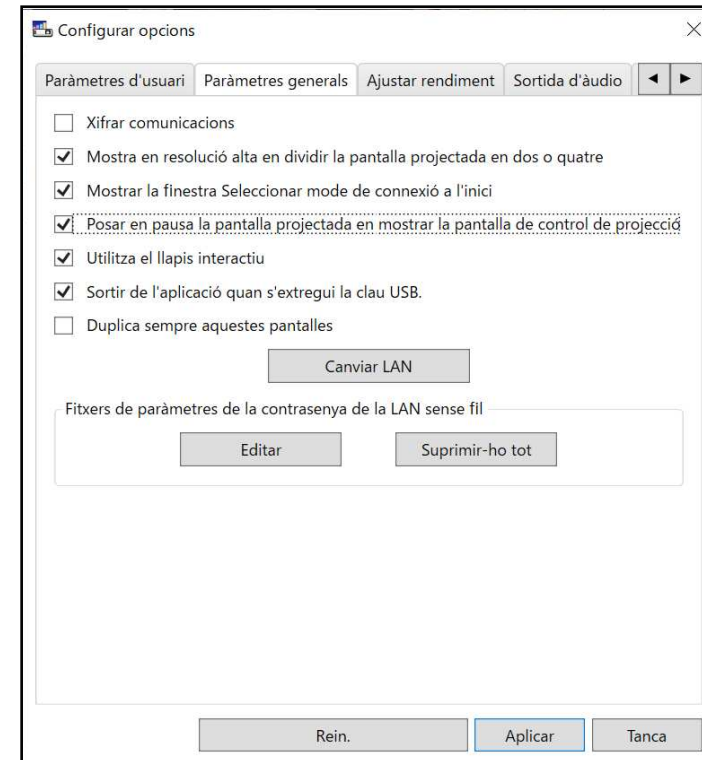 Configurar opcions
Paràmetres d'usuari Paràmetres generals Ajustar rendiment Sortida d'àudio
Xifrar comunicacions
Mostra en resolució alta en dividir la pantalla projectada en dos o quatre
Mostrar la finestra Seleccionar mode de connexió a l'inici
Posar en pausa la pantalla projectada en mostrar la pantalla de control de projecció
Utilitza el llapis interactiu
Sortir de l'aplicació quan s'extregui la clau USB.
Duplica sempre aquestes pantalles
Canviar LAN
Fitxers de paràmetres de la contrasenya de la LAN sense fil
Editar Suprimir-ho tot
Rein. Aplicar Tanca